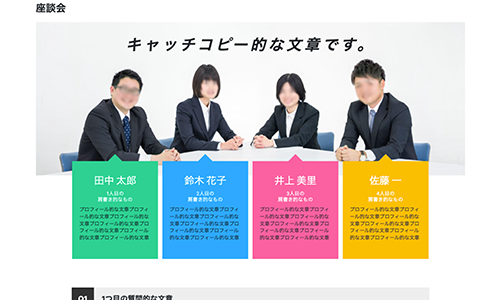 座談会
キャッチコピー的な文章です。
田中 太郎
1人目の
肩書き的なもの
プロフィール的な文章プロフィ
ール的な文章プロフィール的な
文章プロフィール的な文章プロ
フィール的な文章プロフィール
的な文章プロフィール的な文章
鈴木 花子
2人目の
肩書き的なもの
プロフィール的な文章プロフィ
ール的な文章プロフィール的な
文章プロフィール的な文章プロ
フィール的な文章プロフィール
的な文章プロフィール的な文章
井上 美里
3人目の
肩書き的なもの
プロフィール的な文章プロフィ
ール的な文章プロフィール的な
文章プロフィール的な文章プロ
フィール的な文章プロフィール
的な文章プロフィール的な文章
佐藤 一
4人目の
肩書き的なもの
プロフィール的な文章プロフィ
ール的な文章プロフィール的な
文章プロフィール的な文章プロ
フィール的な文章プロフィール
的な文章プロフィール的な文章
01 1つ目の質問的な文章